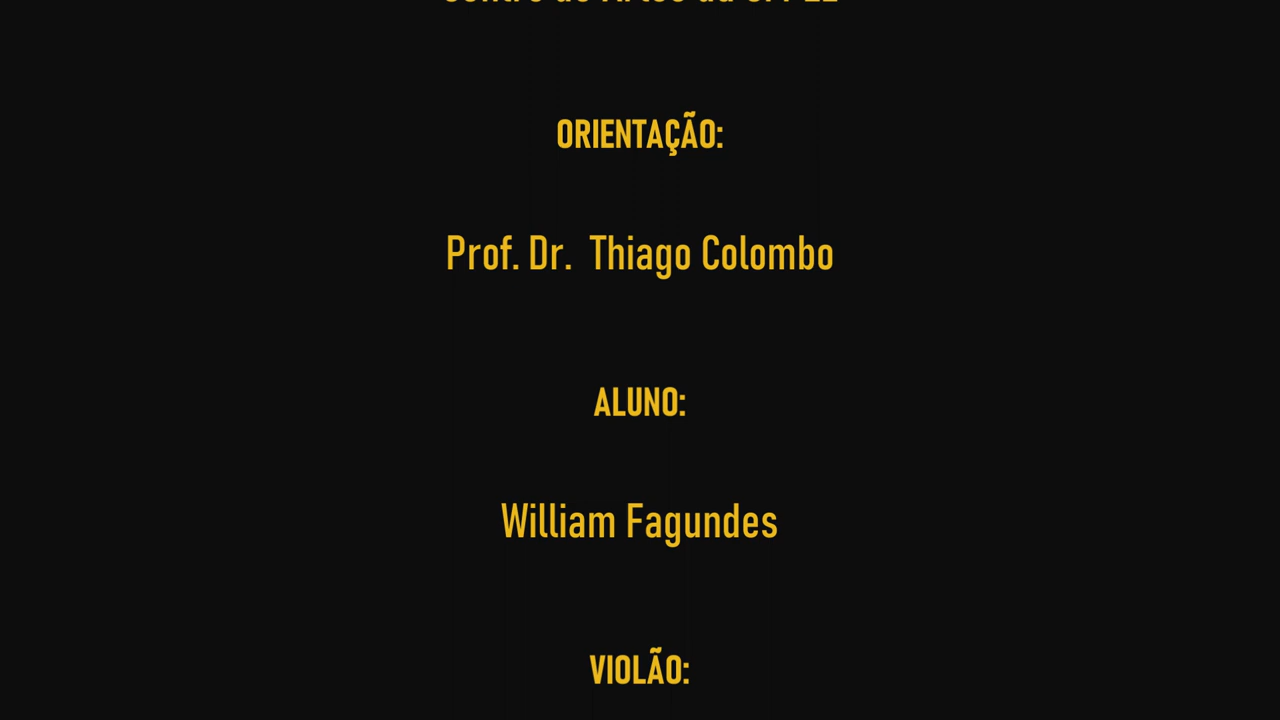 ORIENTAÇÃO:
Prof. Dr. Thiago Colombo
ALUNO:
William Fagundes
VIOLÃO: